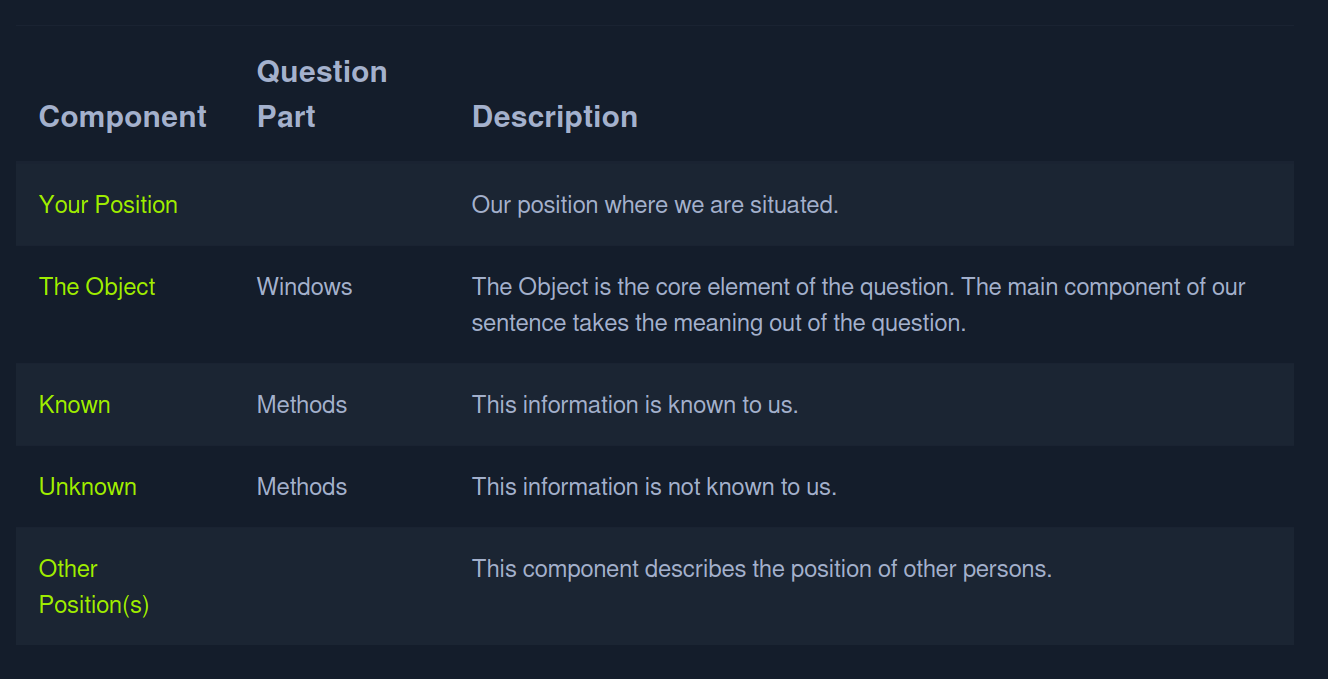 Component Question Part Description
Your Position Our position where we are situated.
The Object Windows The Object is the core element of the question. The main component of our
sentence takes the meaning out of the question.
Known Methods This information is known to us.
Unknown Methods This information is not known to us.
Other This component describes the position of other persons.
Position(s)